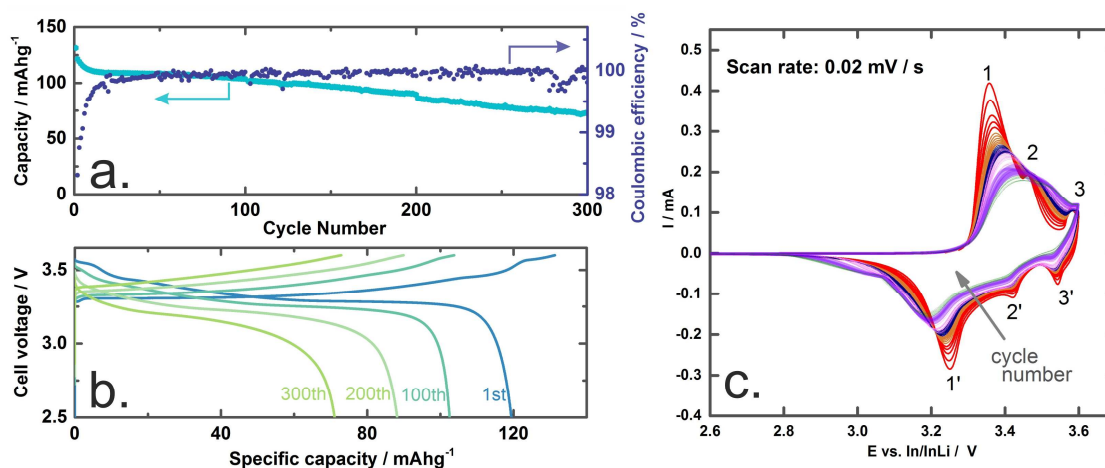 150
100
50
0
Capacity / mAhg⁻¹
100
99
98
Coulombic efficiency / %
a.
0
100
200
300
Cycle Number
3.5
3.0
2.5
Cell voltage / V
300th
200th
100th
1st
b.
0
40
80
120
Specific capacity / mAhg⁻¹
0.5
0.4
0.3
0.2
0.1
0.0
-0.1
-0.2
-0.3
-0.4
I / mA
Scan rate: 0.02 mV / s
1
2
3
1'
2'
3'
cycle
number
c.
2.6
2.8
3.0
3.2
3.4
3.6
E vs. In/InLi / V